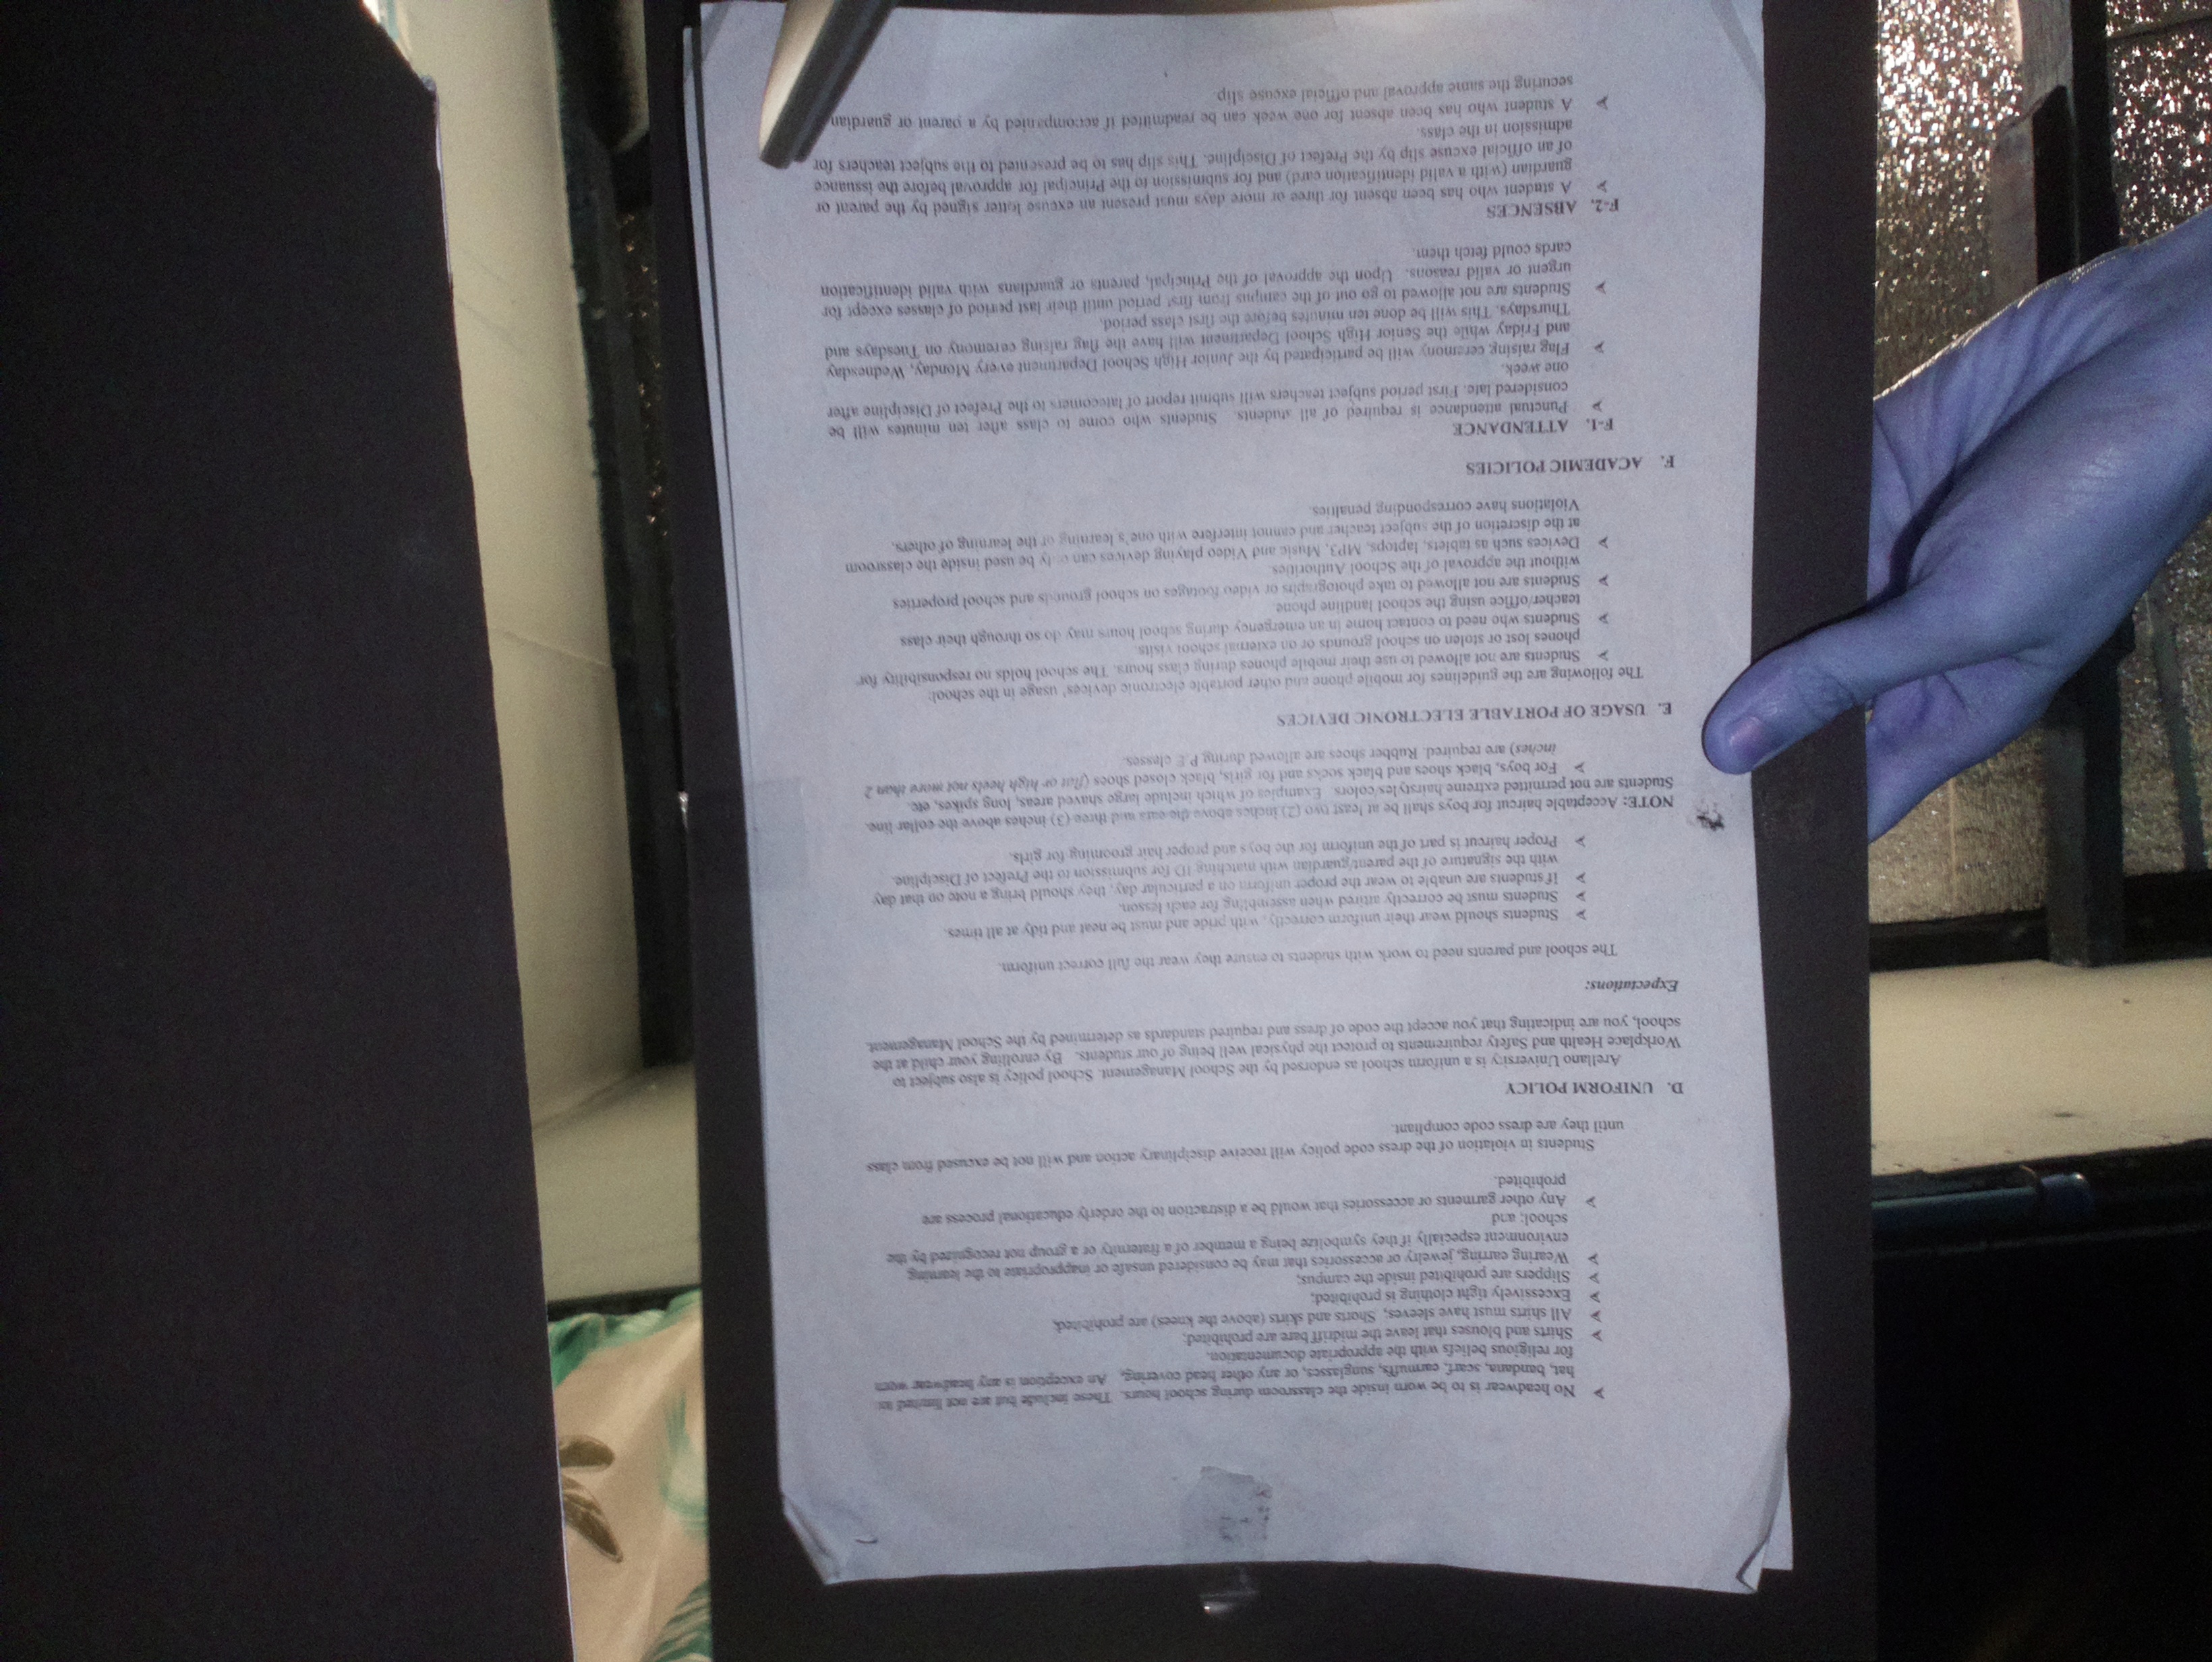 ➤ No headwear is to be worn inside the classroom during school hours. These include but are not limited to:
hat, bandana, scarf, earmuffs, sunglasses, or any other head covering. An exception is any headwear worn
for religious beliefs with the appropriate documentation.
➤ Shirts and blouses that leave the midriff bare are prohibited;
➤ All shirts must have sleeves; Shorts and skirts (above the knees) are prohibited;
➤ Excessively tight clothing is prohibited;
➤ Slippers are prohibited inside the campus;
➤ Wearing earring, jewelry or accessories that may be considered unsafe or inappropriate to the learning
environment especially if they symbolize being a member of a fraternity or a group not recognized by the
school; and
➤ Any other garments or accessories that would be a distraction to the orderly educational process are
prohibited.
Students in violation of the dress code policy will receive disciplinary action and will not be excused from class
until they are dress code compliant.
D. UNIFORM POLICY
Arellano University is a uniform school as endorsed by the School Management. School policy is also subject to
Workplace Health and Safety requirements to protect the physical well being of our students. By enrolling your child at the
school, you are indicating that you accept the code of dress and required standards as determined by the School Management.
Expectations:
The school and parents need to work with students to ensure they wear the full correct uniform.
➤ Students should wear their uniform correctly, with pride and must be neat and tidy at all times.
➤ Students must be correctly attired when assembling for each lesson.
➤ If students are unable to wear the proper uniform on a particular day, they should bring a note on that day
with the signature of the parent/guardian with matching ID for submission to the Prefect of Discipline.
➤ Proper haircut is part of the uniform for the boys and proper hair grooming for girls.
NOTE: Acceptable haircut for boys shall be at least two (2) inches above the ears and three (3) inches above the collar line.
Students are not permitted extreme hairstyles/colors. Examples of which include large shaved areas, long spikes, etc.
➤ For boys, black shoes and black socks and for girls, black closed shoes (flat or high heels not more than 2
inches) are required. Rubber shoes are allowed during P.E classes.
E. USAGE OF PORTABLE ELECTRONIC DEVICES
The following are the guidelines for mobile phone and other portable electronic devices' usage in the school:
➤ Students are not allowed to use their mobile phones during class hours. The school holds no responsibility for
phones lost or stolen on school grounds or on external school visits.
➤ Students who need to contact home in an emergency during school hours may do so through their class
teacher/office using the school landline phone.
➤ Students are not allowed to take photographs or video footages on school grounds and school properties
without the approval of the School Authorities.
➤ Devices such as tablets, laptops, MP3, Music and Video playing devices can only be used inside the classroom
at the discretion of the subject teacher and cannot interfere with one's learning or the learning of others.
Violations have corresponding penalties.
F. ACADEMIC POLICIES
F-1. ATTENDANCE
➤ Punctual attendance is required of all students. Students who come to class after ten minutes will be
considered late. First period subject teachers will submit report of latecomers to the Prefect of Discipline after
one week.
➤ Flag raising ceremony will be participated by the Junior High School Department every Monday, Wednesday
and Friday while the Senior High School Department will have the flag raising ceremony on Tuesdays and
Thursdays. This will be done ten minutes before the first class period.
➤ Students are not allowed to go out of the campus from first period until their last period of classes except for
urgent or valid reasons. Upon the approval of the Principal, parents or guardians with valid identification
cards could fetch them.
F-2. ABSENCES
➤ A student who has been absent for three or more days must present an excuse letter signed by the parent or
guardian (with a valid identification card) and for submission to the Principal for approval before the issuance
of an official excuse slip by the Prefect of Discipline. This slip has to be presented to the subject teachers for
admission in the class.
➤ A student who has been absent for one week can be readmitted if accompanied by a parent or guardian
securing the same approval and official excuse slip